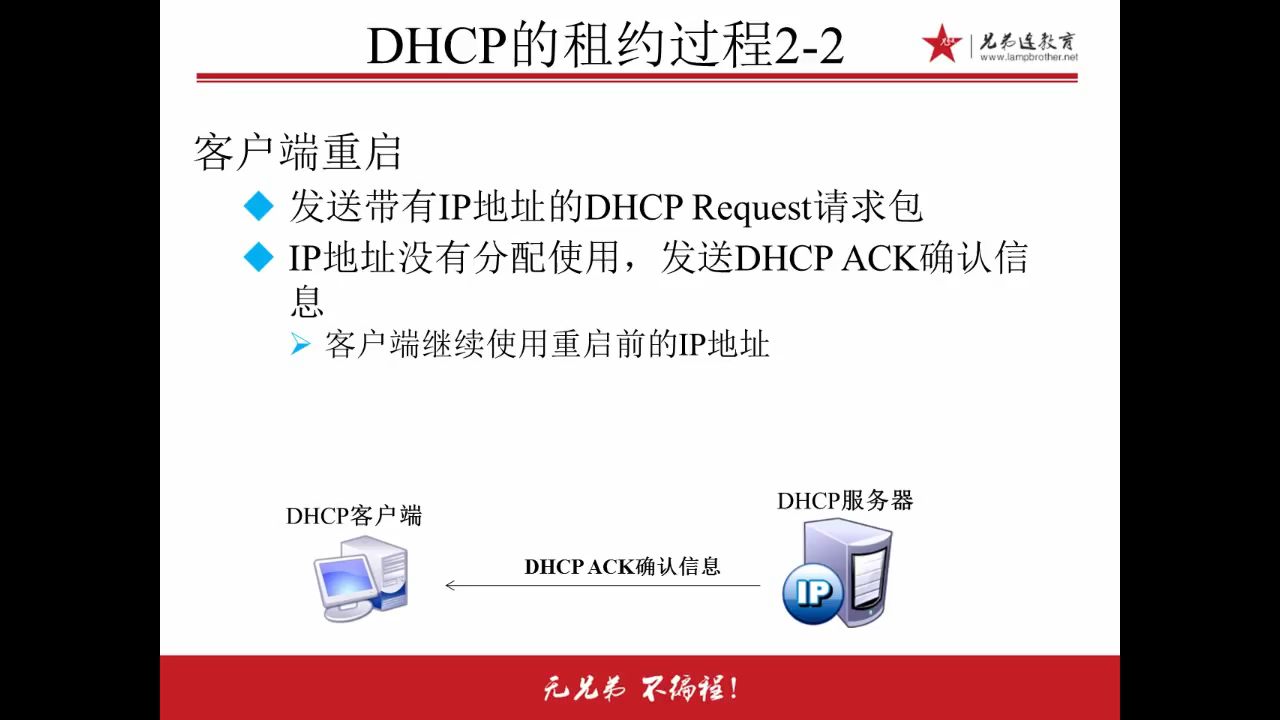 DHCP的租约过程2-2
兄弟连教育
www.lampbrother.net
客户端重启
发送带有IP地址的DHCP Request请求包
IP地址没有分配使用，发送DHCP ACK确认信
息
客户端继续使用重启前的IP地址
DHCP客户端
DHCP服务器
DHCP ACK确认信息
IP
无兄弟 不编程！